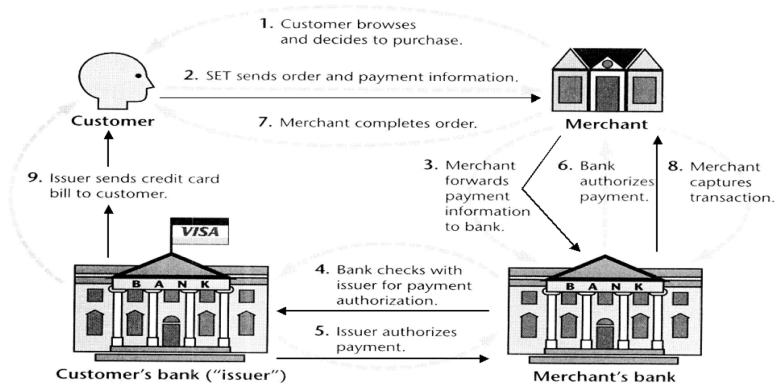 1. Customer browses
and decides to purchase.
2. SET sends order and payment information.
Customer
7. Merchant completes order.
Merchant
9. Issuer sends credit card
bill to customer.
3. Merchant
forwards
payment
information
to bank.
6. Bank
authorizes
payment.
8. Merchant
captures
transaction.
VISA
BANK
4. Bank checks with
issuer for payment
authorization.
BANK
5. Issuer authorizes
payment.
Customer's bank ("issuer")
Merchant's bank